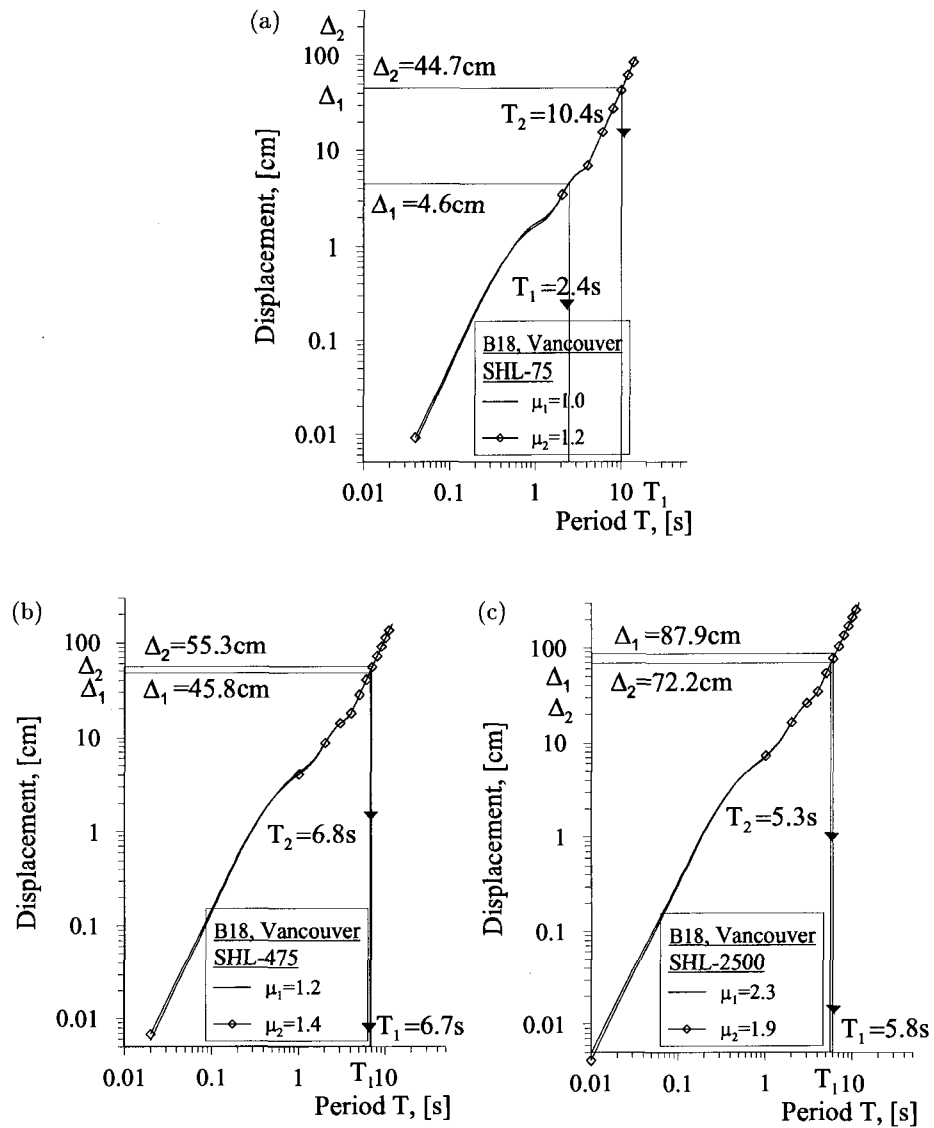 (a)
Displacement, [cm]
Δ₂
100
Δ₁
10
1
0.1
0.01
Δ₂=44.7cm
T₂=10.4s
Δ₁=4.6cm
T₁=2.4s
B18, Vancouver
SHL-75
μ₁=1.0
μ₂=1.2
0.01 0.1 1 10 T₁
Period T, [s]
(b)
Displacement, [cm]
100
Δ₂
Δ₁
10
1
0.1
0.01
Δ₂=55.3cm
Δ₁=45.8cm
T₂=6.8s
B18, Vancouver
SHL-475
μ₁=1.2
μ₂=1.4
T₁=6.7s
0.01 0.1 1 T₁10
Period T, [s]
(c)
Displacement, [cm]
100
Δ₁
Δ₂
10
1
0.1
0.01
Δ₁=87.9cm
Δ₂=72.2cm
T₂=5.3s
B18, Vancouver
SHL-2500
μ₁=2.3
μ₂=1.9
T₁=5.8s
0.01 0.1 1 T₁10
Period T, [s]